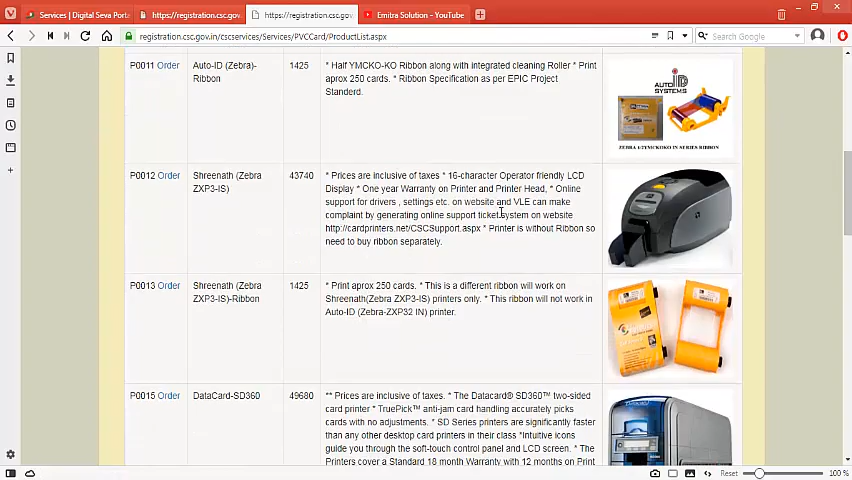 Services | Digital Seva Port
https://registration.csc.gov.
https://registration.csc.gov.
Emitra Solution - YouTube
registration.csc.gov.in/cscservices/Services/PVCCard/ProductList.aspx
Search Google
P0011 Order
Auto-ID (Zebra)-
Ribbon
1425
* Half YMCKO-KO Ribbon along with integrated cleaning Roller * Print
aprox 250 cards. * Ribbon Specification as per EPIC Project
Standerd.
AUTO ID
SYSTEMS
ZEBRA 1/2YMCKOKO IN SERIES RIBBON
P0012 Order
Shreenath (Zebra
ZXP3-IS)
43740
* Prices are inclusive of taxes * 16-character Operator friendly LCD
Display * One year Warranty on Printer and Printer Head, * Online
support for drivers , settings etc. on website and VLE can make
complaint by generating online support ticket system on website
http://cardprinters.net/CSCSupport.aspx * Printer is without Ribbon so
need to buy ribbon separately.
P0013 Order
Shreenath (Zebra
ZXP3-IS)-Ribbon
1425
* Print aprox 250 cards. * This is a different ribbon will work on
Shreenath(Zebra ZXP3-IS) printers only. * This ribbon will not work in
Auto-ID (Zebra-ZXP32 IN) printer.
P0015 Order
DataCard-SD360
49680
** Prices are inclusive of taxes. * The Datacard® SD360™ two-sided
card printer * TruePick™ anti-jam card handling accurately picks
cards with no adjustments. * SD Series printers are significantly faster
than any other desktop card printers in their class *Intuitive icons
guide you through the soft-touch control panel and LCD screen. * The
Printers cover a Standard 18 month Warranty with 12 months on Print
Reset
100 %